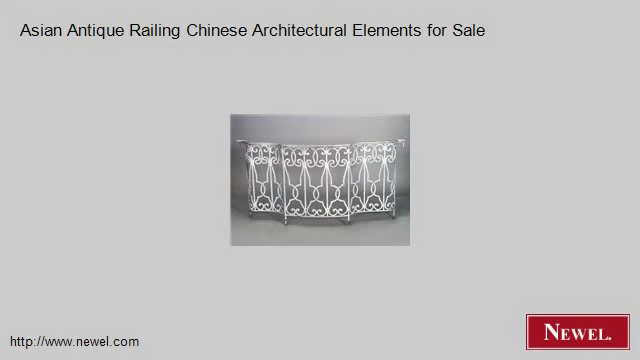 Asian Antique Railing Chinese Architectural Elements for Sale
http://www.newel.com
NEWEL.